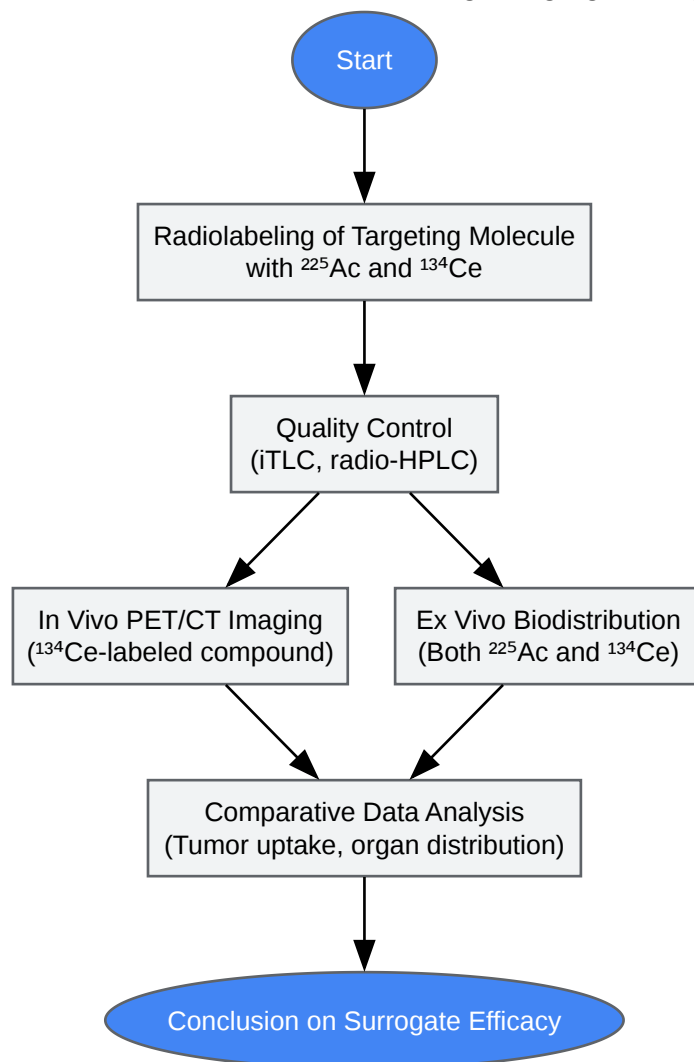 Start
Radiolabeling of Targeting Molecule
with ²²⁵Ac and ¹³⁴Ce
Quality Control
(iTLC, radio-HPLC)
In Vivo PET/CT Imaging
(¹³⁴Ce-labeled compound)
Ex Vivo Biodistribution
(Both ²²⁵Ac and ¹³⁴Ce)
Comparative Data Analysis
(Tumor uptake, organ distribution)
Conclusion on Surrogate Efficacy